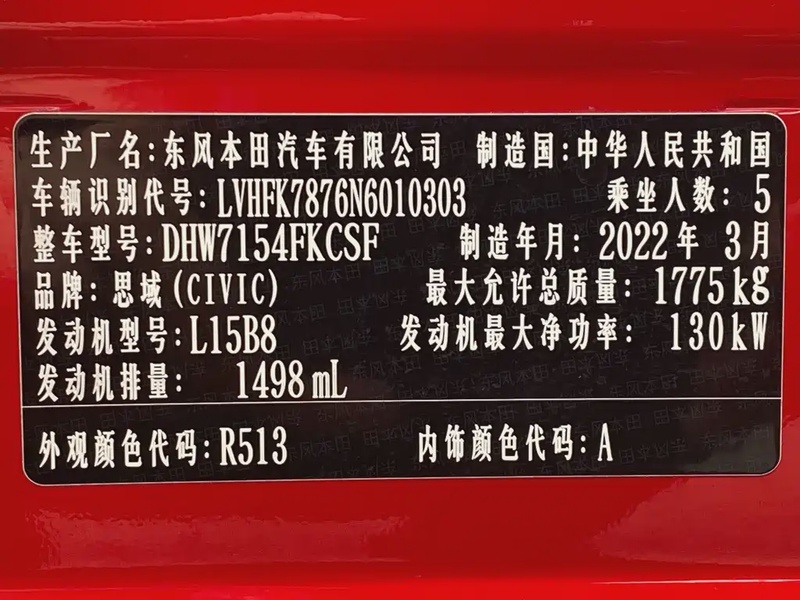 生产厂名:东风本田汽车有限公司 制造国:中华人民共和国
车辆识别代号:LVHFK7876N6010303 乘坐人数:5
整车型号:DHW7154FKCSF 制造年月:2022年 3月
品牌:思域(CIVIC) 最大允许总质量:1775kg
发动机型号:L15B8 发动机最大净功率:130kW
发动机排量: 1498mL
外观颜色代码:R513 内饰颜色代码:A